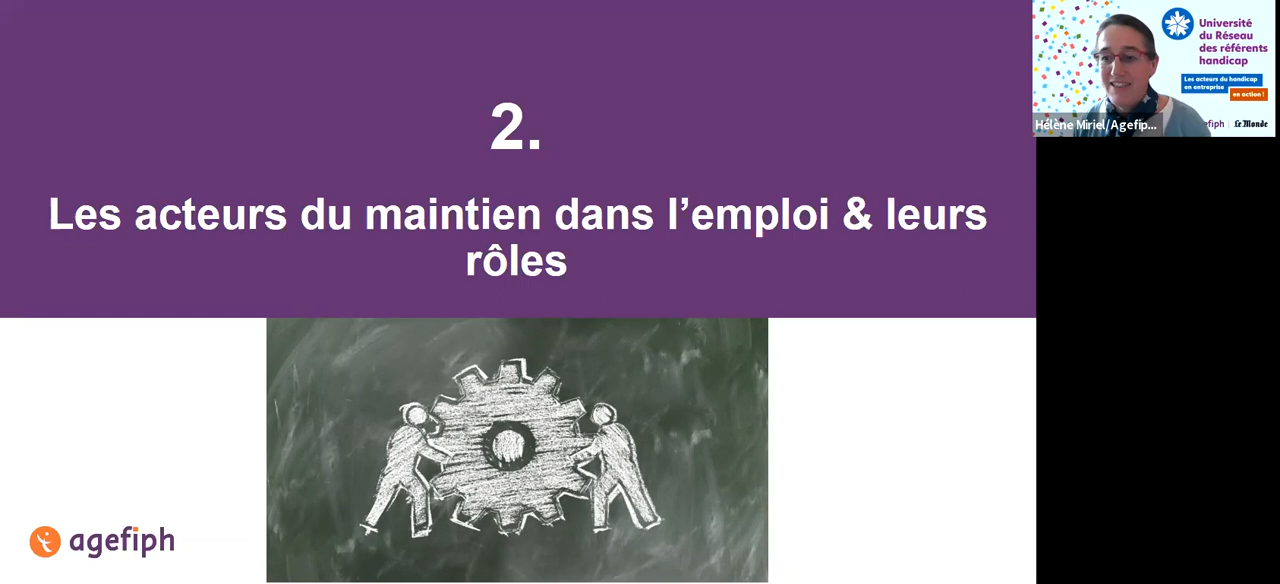 2.
Les acteurs du maintien dans l’emploi & leurs
rôles
agefiph
Université
du Réseau
des référents
handicap
Les acteurs du handicap
en entreprise
en action !
Hélène Miriel/Agefip...
efiph
Le Monde